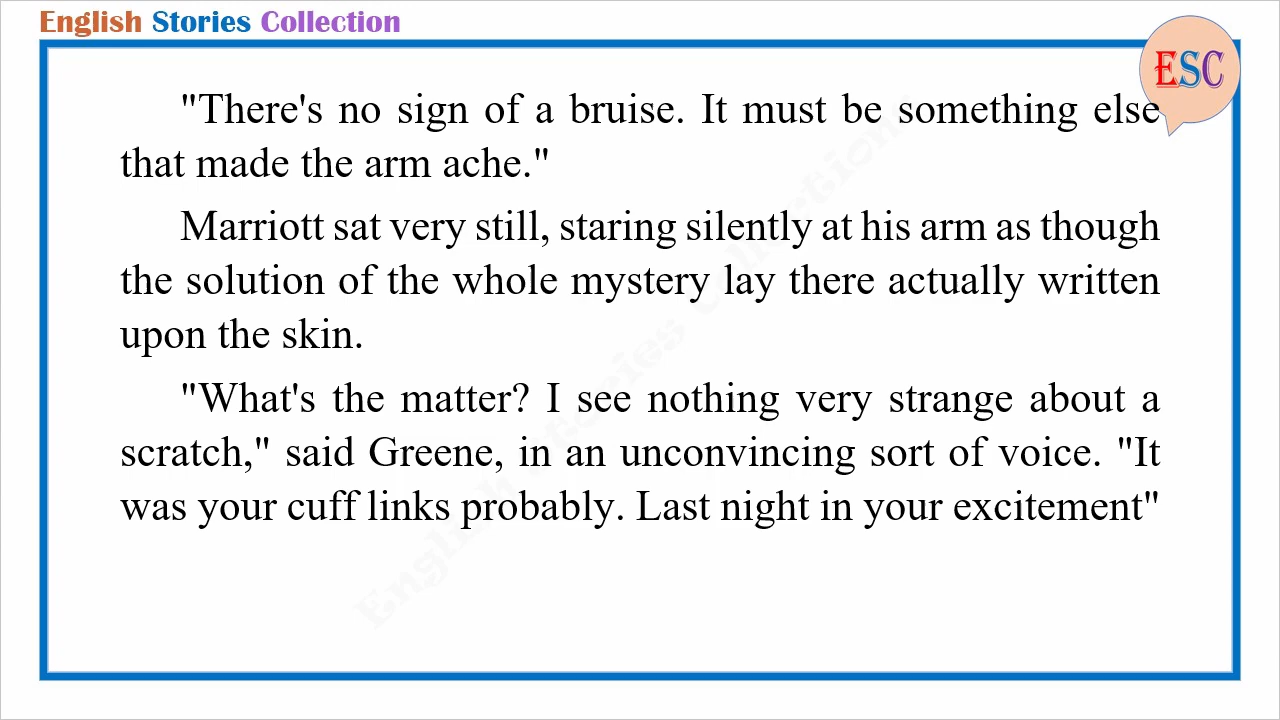 English Stories Collection
ESC
"There's no sign of a bruise. It must be something else
that made the arm ache."
Marriott sat very still, staring silently at his arm as though
the solution of the whole mystery lay there actually written
upon the skin.
"What's the matter? I see nothing very strange about a
scratch," said Greene, in an unconvincing sort of voice. "It
was your cuff links probably. Last night in your excitement"
English Stories Collections